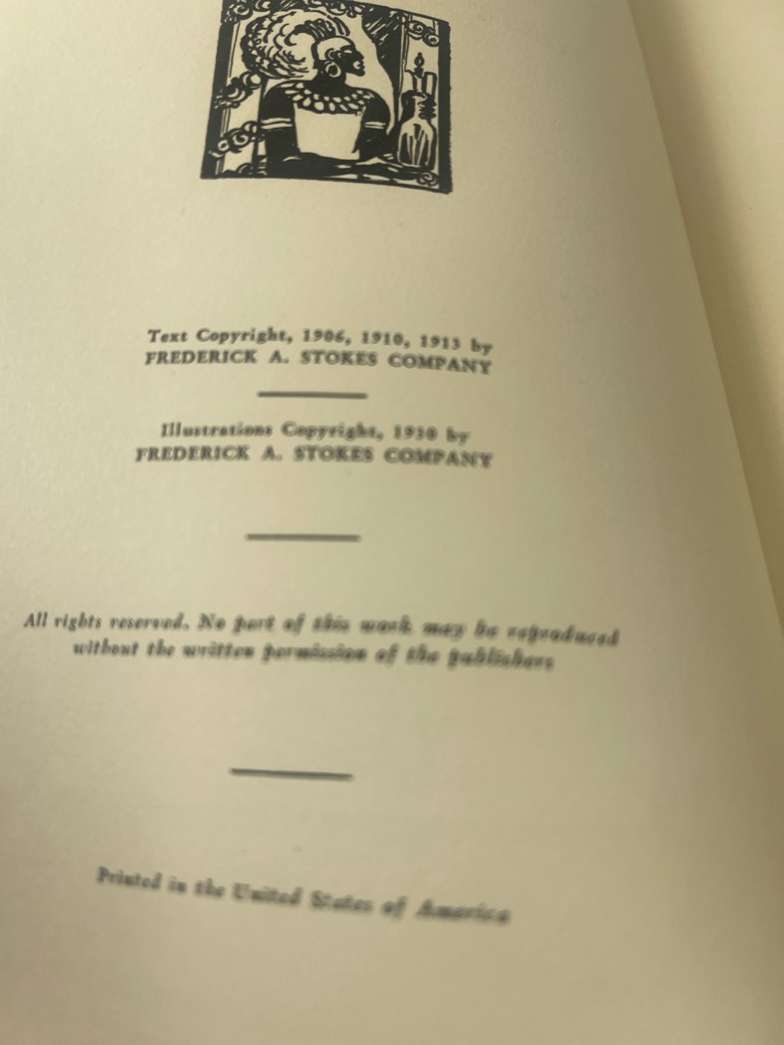 Text Copyright, 1906, 1910, 1913 by
FREDERICK A. STOKES COMPANY
Illustrations Copyright, 1930 by
FREDERICK A. STOKES COMPANY
All rights reserved. No part of this work may be reproduced
without the written permission of the publishers
Printed in the United States of America